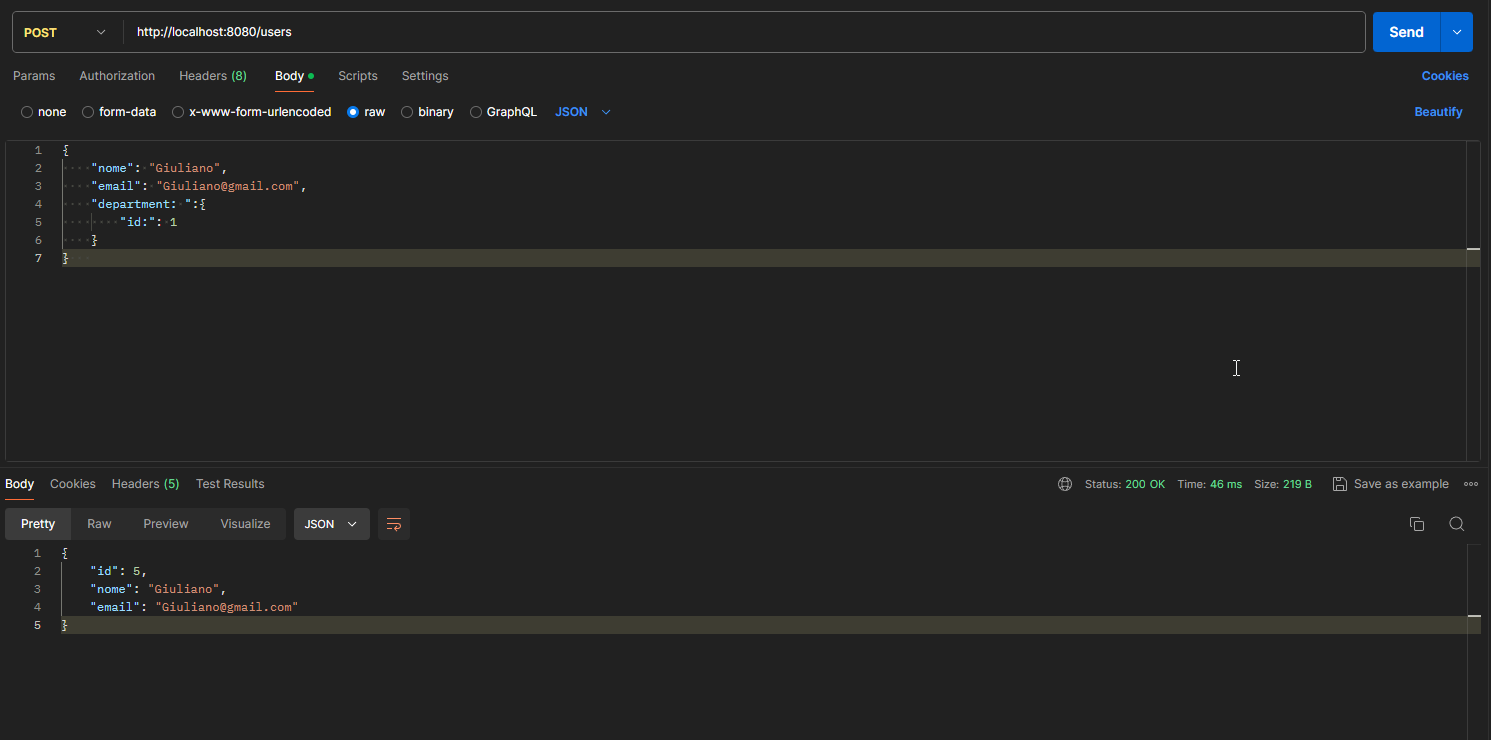 POST http://localhost:8080/users Send
Params Authorization Headers (8) Body Scripts Settings Cookies
none form-data x-www-form-urlencoded raw binary GraphQL JSON Beautify
1 {
2 "nome": "Giuliano",
3 "email": "Giuliano@gmail.com",
4 "department: ":{
5 "id:": 1
6 }
7 }
Body Cookies Headers (5) Test Results Status: 200 OK Time: 46 ms Size: 219 B Save as example
Pretty Raw Preview Visualize JSON
1 {
2 "id": 5,
3 "nome": "Giuliano",
4 "email": "Giuliano@gmail.com"
5 }